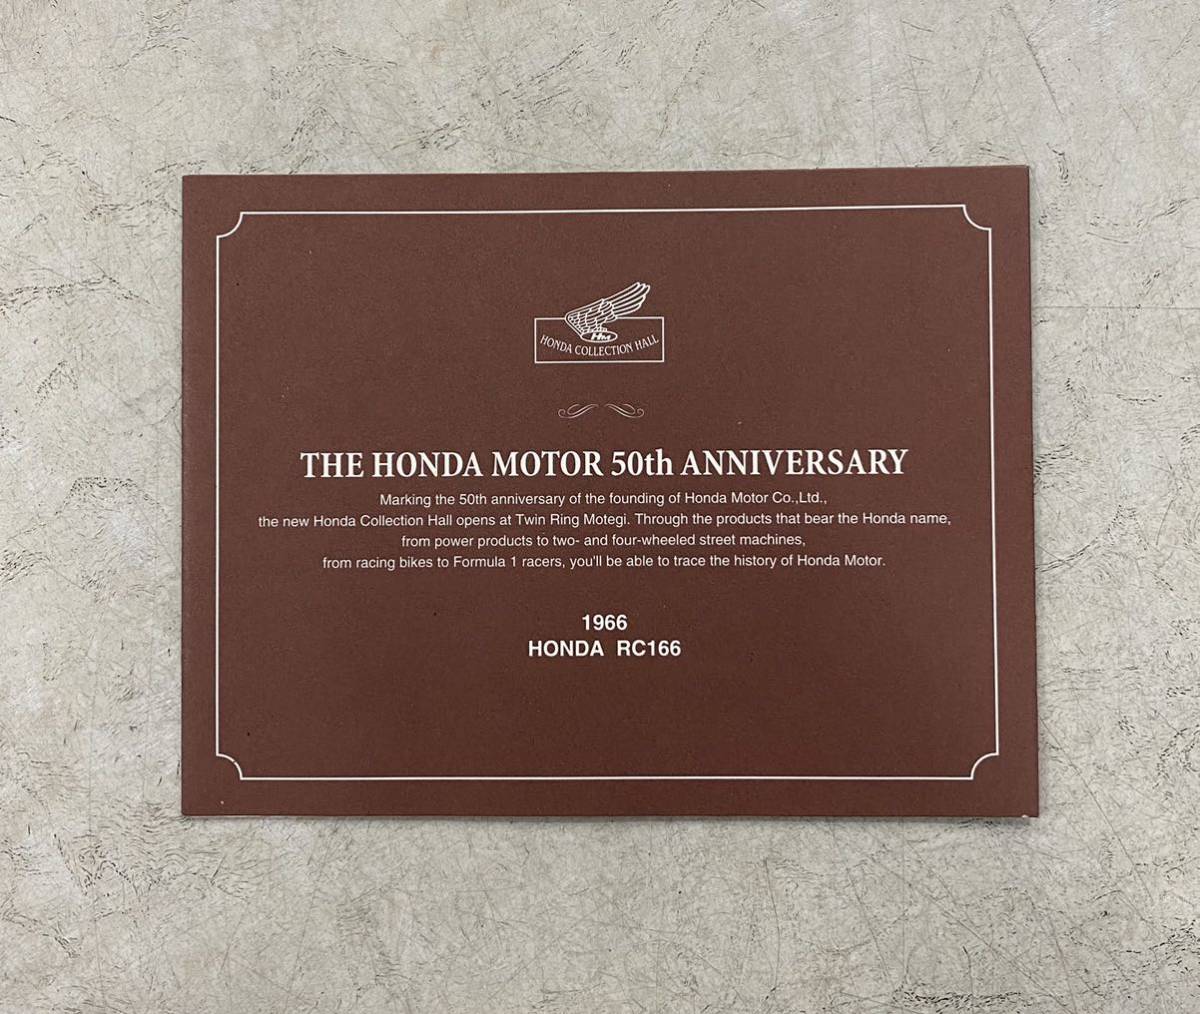 HM
HONDA COLLECTION HALL
THE HONDA MOTOR 50th ANNIVERSARY
Marking the 50th anniversary of the founding of Honda Motor Co.,Ltd.,
the new Honda Collection Hall opens at Twin Ring Motegi. Through the products that bear the Honda name,
from power products to two- and four-wheeled street machines,
from racing bikes to Formula 1 racers, you'll be able to trace the history of Honda Motor.
1966
HONDA RC166